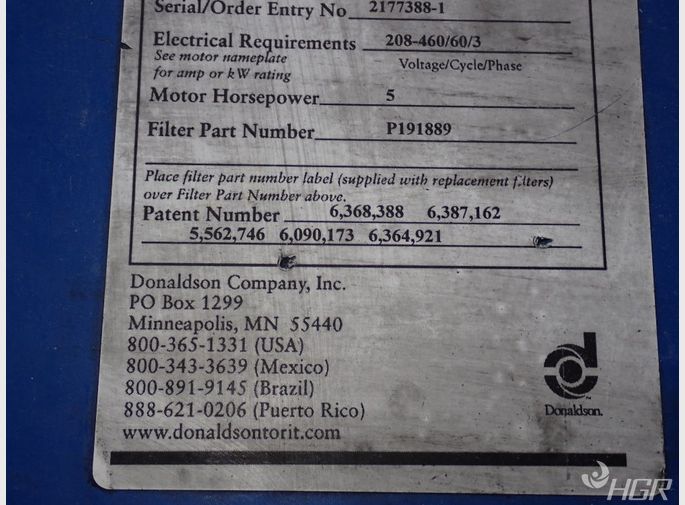 Serial/Order Entry No 2177388-1
Electrical Requirements 208-460/60/3
See motor nameplate Voltage/Cycle/Phase
for amp or kW rating
Motor Horsepower 5
Filter Part Number P191889
Place filter part number label (supplied with replacement filters)
over Filter Part Number above.
Patent Number 6,368,388 6,387,162
5,562,746 6,090,173 6,364,921
Donaldson Company, Inc.
PO Box 1299
Minneapolis, MN 55440
800-365-1331 (USA)
800-343-3639 (Mexico)
800-891-9145 (Brazil)
888-621-0206 (Puerto Rico)
www.donaldsontorit.com
Donaldson.
HGR